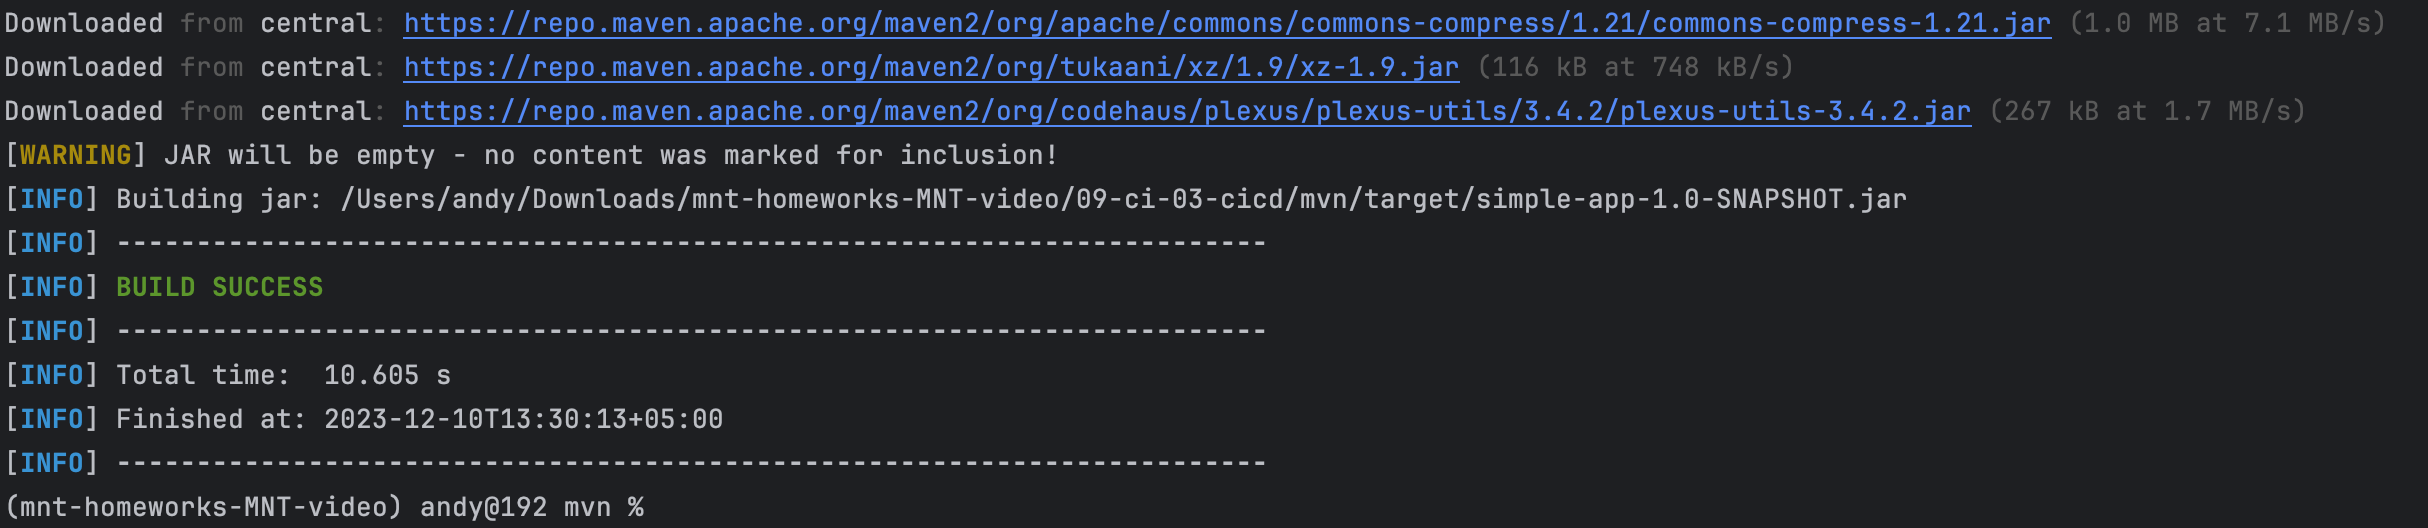 Downloaded from central: https://repo.maven.apache.org/maven2/org/apache/commons/commons-compress/1.21/commons-compress-1.21.jar (1.0 MB at 7.1 MB/s)
Downloaded from central: https://repo.maven.apache.org/maven2/org/tukaani/xz/1.9/xz-1.9.jar (116 kB at 748 kB/s)
Downloaded from central: https://repo.maven.apache.org/maven2/org/codehaus/plexus/plexus-utils/3.4.2/plexus-utils-3.4.2.jar (267 kB at 1.7 MB/s)
[WARNING] JAR will be empty - no content was marked for inclusion!
[INFO] Building jar: /Users/andy/Downloads/mnt-homeworks-MNT-video/09-ci-03-cicd/mvn/target/simple-app-1.0-SNAPSHOT.jar
[INFO] ------------------------------------------------------------------------
[INFO] BUILD SUCCESS
[INFO] ------------------------------------------------------------------------
[INFO] Total time:  10.605 s
[INFO] Finished at: 2023-12-10T13:30:13+05:00
[INFO] ------------------------------------------------------------------------
(mnt-homeworks-MNT-video) andy@192 mvn %